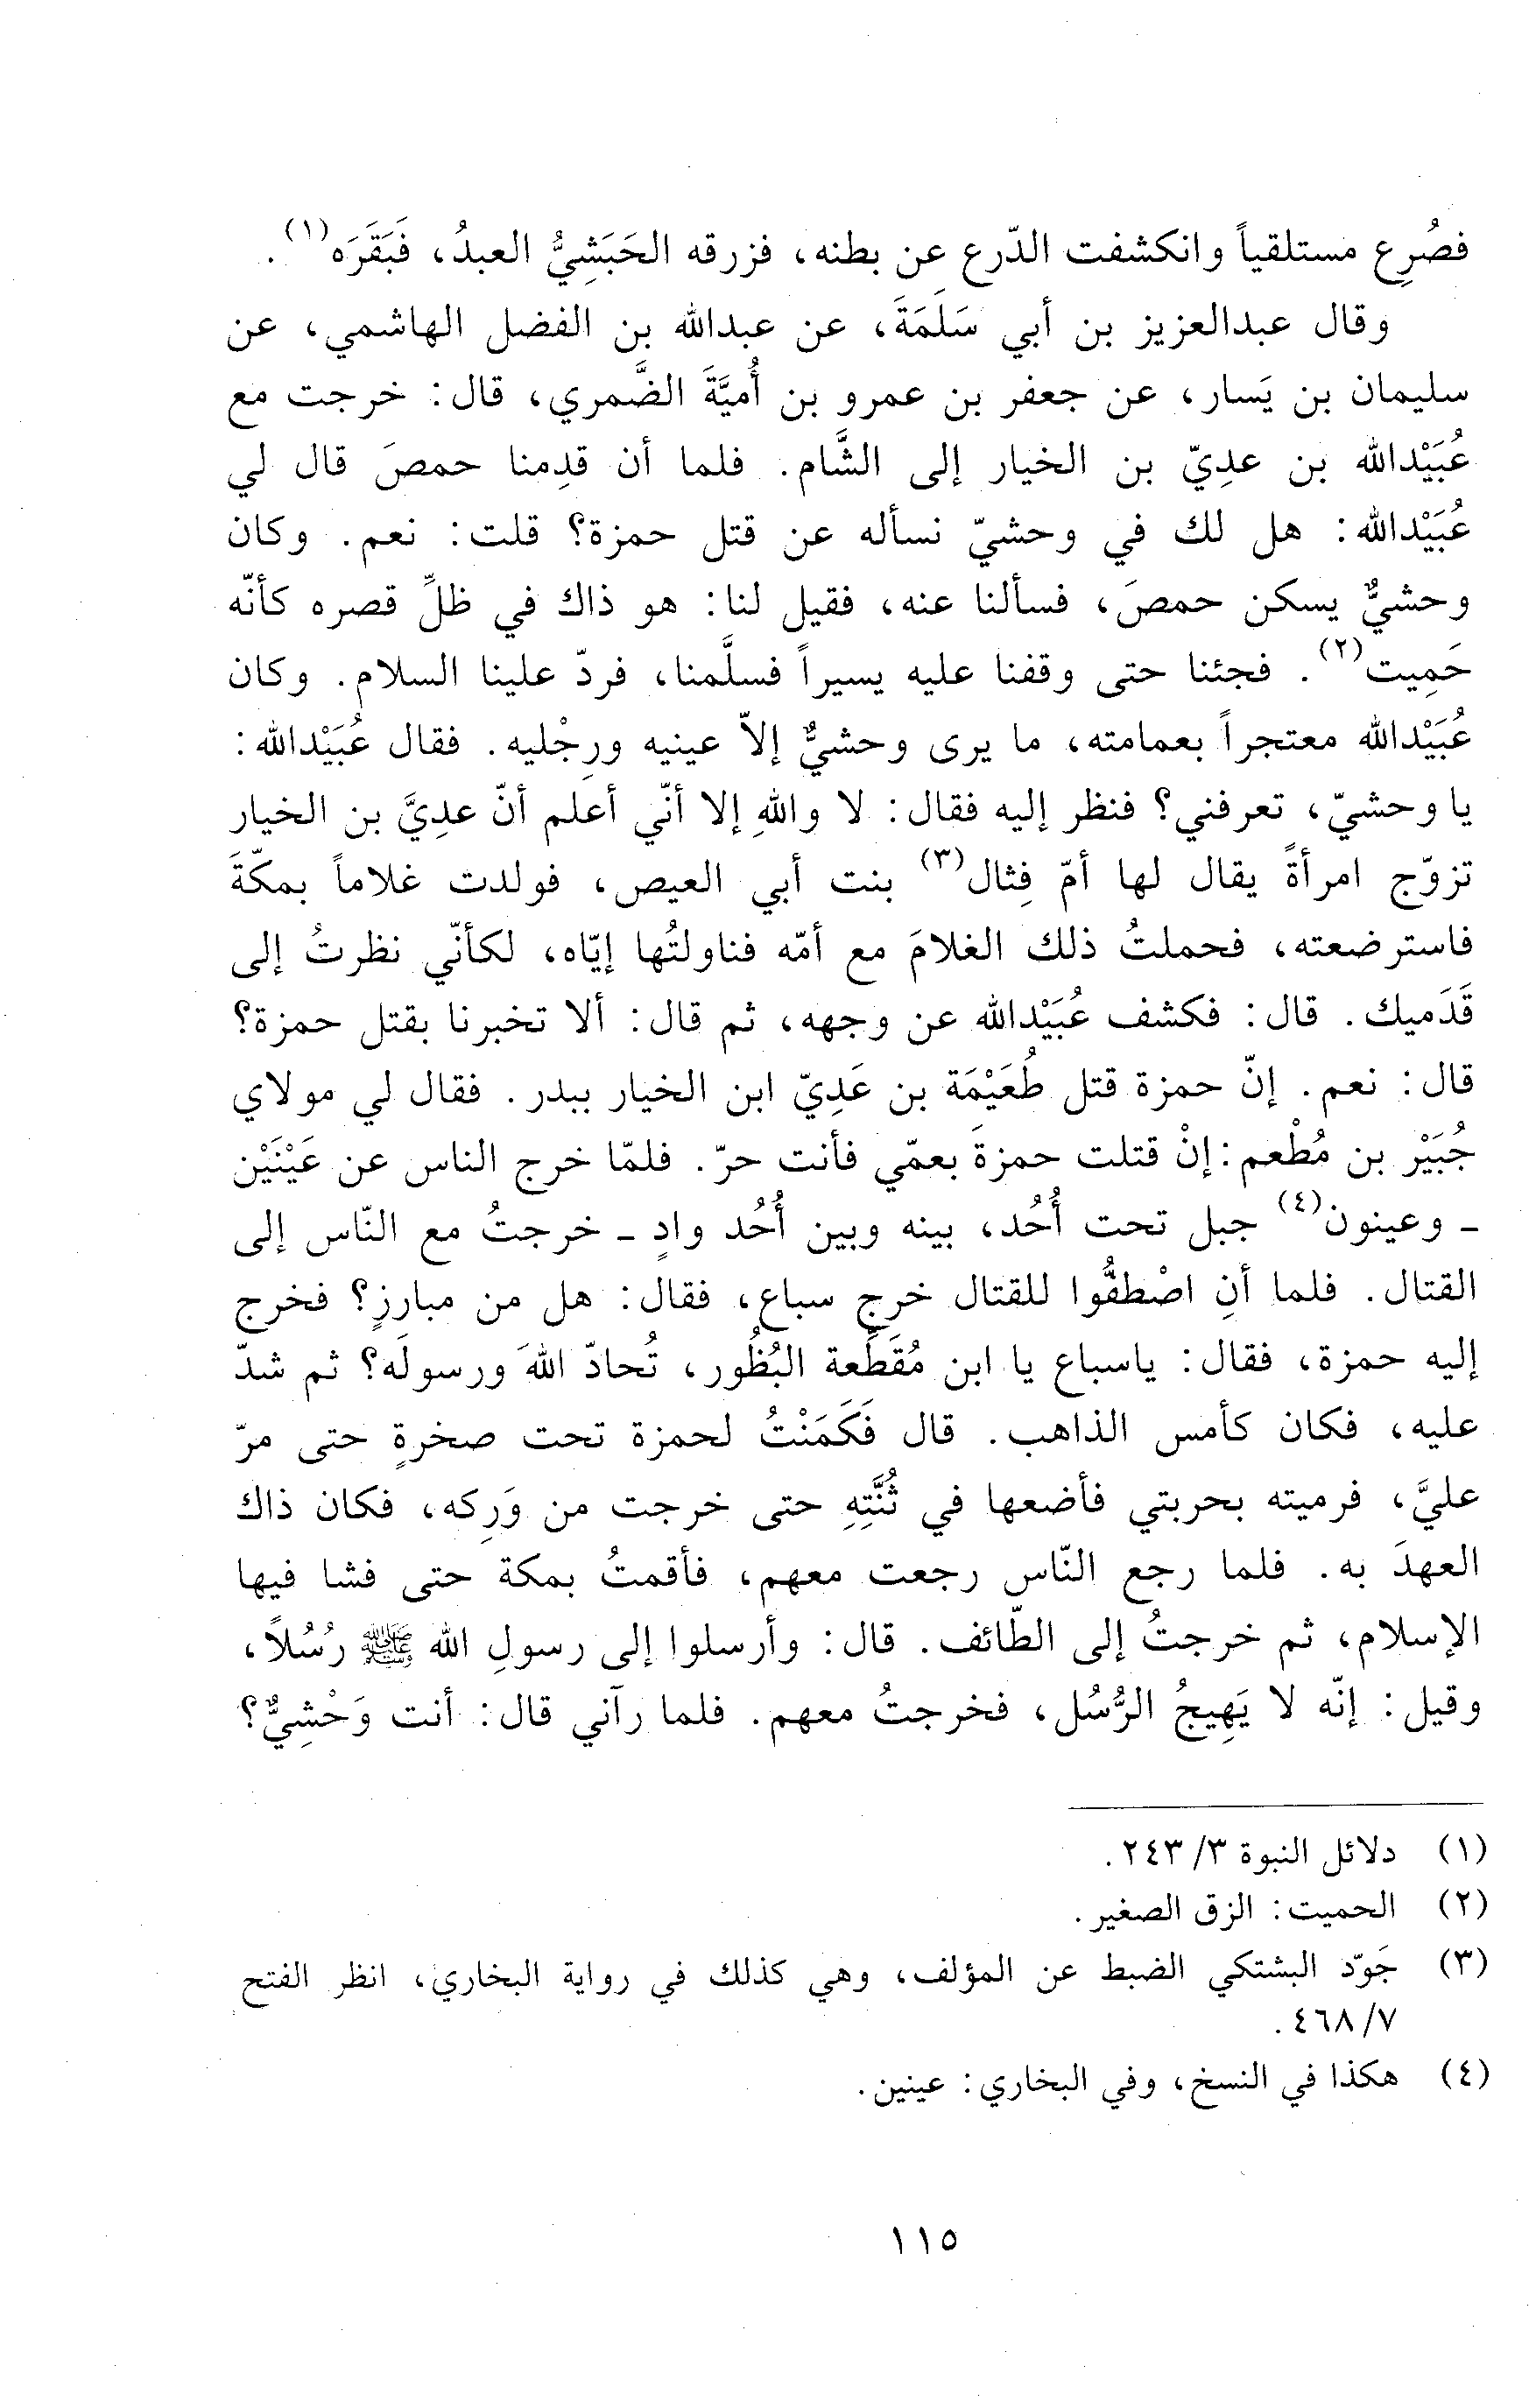 فصُرِع مستلقياً وانكشفت الدّرع عن بطنه، فزرقه الحَبَشِيُّ العبدُ، فَبَقَرَه(١).
وقال عبدالعزيز بن أبي سَلَمَةَ، عن عبدالله بن الفضل الهاشمي، عن
سليمان بن يَسار، عن جعفر بن عمرو بن أُميَّةَ الضَّمري، قال: خرجت مع
عُبَيْدالله بن عدِيّ بن الخيار إلى الشَّام. فلما أن قدِمنا حمصَ قال لي
عُبَيْدالله: هل لك في وحشيّ نسأله عن قتل حمزة؟ قلت: نعم. وكان
وحشيٌّ يسكن حمصَ، فسألنا عنه، فقيل لنا: هو ذاك في ظلِّ قصره كأنّه
حَمِيت(٢). فجئنا حتى وقفنا عليه يسيراً فسلَّمنا، فردّ علينا السلام. وكان
عُبَيْدالله معتجراً بعمامته، ما يرى وحشيٌّ إلاّ عينيه ورِجْليه. فقال عُبَيْدالله:
يا وحشيّ، تعرفني؟ فنظر إليه فقال: لا واللهِ إلا أنّي أعلم أنّ عدِيَّ بن الخيار
تزوّج امرأةً يقال لها أمّ فِثال(٣) بنت أبي العيص، فولدت غلاماً بمكّةَ
فاسترضعته، فحملتُ ذلك الغلامَ مع أمّه فناولتُها إيّاه، لكأنّي نظرتُ إلى
قَدَميك. قال: فكشف عُبَيْدالله عن وجهه، ثم قال: ألا تخبرنا بقتل حمزة؟
قال: نعم. إنّ حمزة قتل طُعَيْمَة بن عَدِيّ ابن الخيار ببدر. فقال لي مولاي
جُبَيْر بن مُطْعم: إنْ قتلت حمزةَ بعمّي فأنت حرّ. فلمّا خرج الناس عن عَيْنَيْن
ـ وعينون(٤) جبل تحت أُحُد، بينه وبين أُحُد وادٍ ـ خرجتُ مع النّاس إلى
القتال. فلما أنِ اصْطفُّوا للقتال خرج سباع، فقال: هل من مبارزٍ؟ فخرج
إليه حمزة، فقال: ياسباع يا ابن مُقَطِّعة البُظُور، تُحادّ اللهَ ورسولَه؟ ثم شدّ
عليه، فكان كأمس الذاهب. قال فَكَمَنْتُ لحمزة تحت صخرةٍ حتى مرّ
عليَّ، فرميته بحربتي فأضعها في ثُنَّتِهِ حتى خرجت من وَرِكه، فكان ذاك
العهدَ به. فلما رجع النّاس رجعت معهم، فأقمتُ بمكة حتى فشا فيها
الإسلام، ثم خرجتُ إلى الطّائف. قال: وأرسلوا إلى رسولِ الله ﷺ رُسُلاً،
وقيل: إنّه لا يَهِيجُ الرُّسُل، فخرجتُ معهم. فلما رآني قال: أنت وَحْشِيٌّ؟
(١) دلائل النبوة ٣/ ٢٤٣.
(٢) الحميت: الزق الصغير.
(٣) جَوّد البشتكي الضبط عن المؤلف، وهي كذلك في رواية البخاري، انظر الفتح
٧/ ٤٦٨.
(٤) هكذا في النسخ، وفي البخاري: عينين.
١١٥